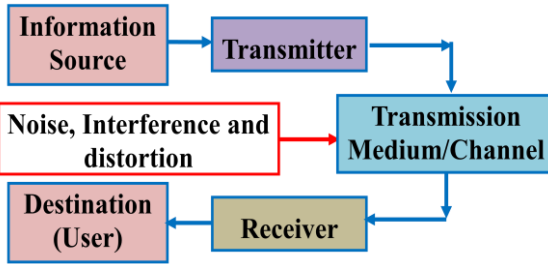 Information
Source
Transmitter
Noise, Interference and
distortion
Transmission
Medium/Channel
Destination
(User)
Receiver